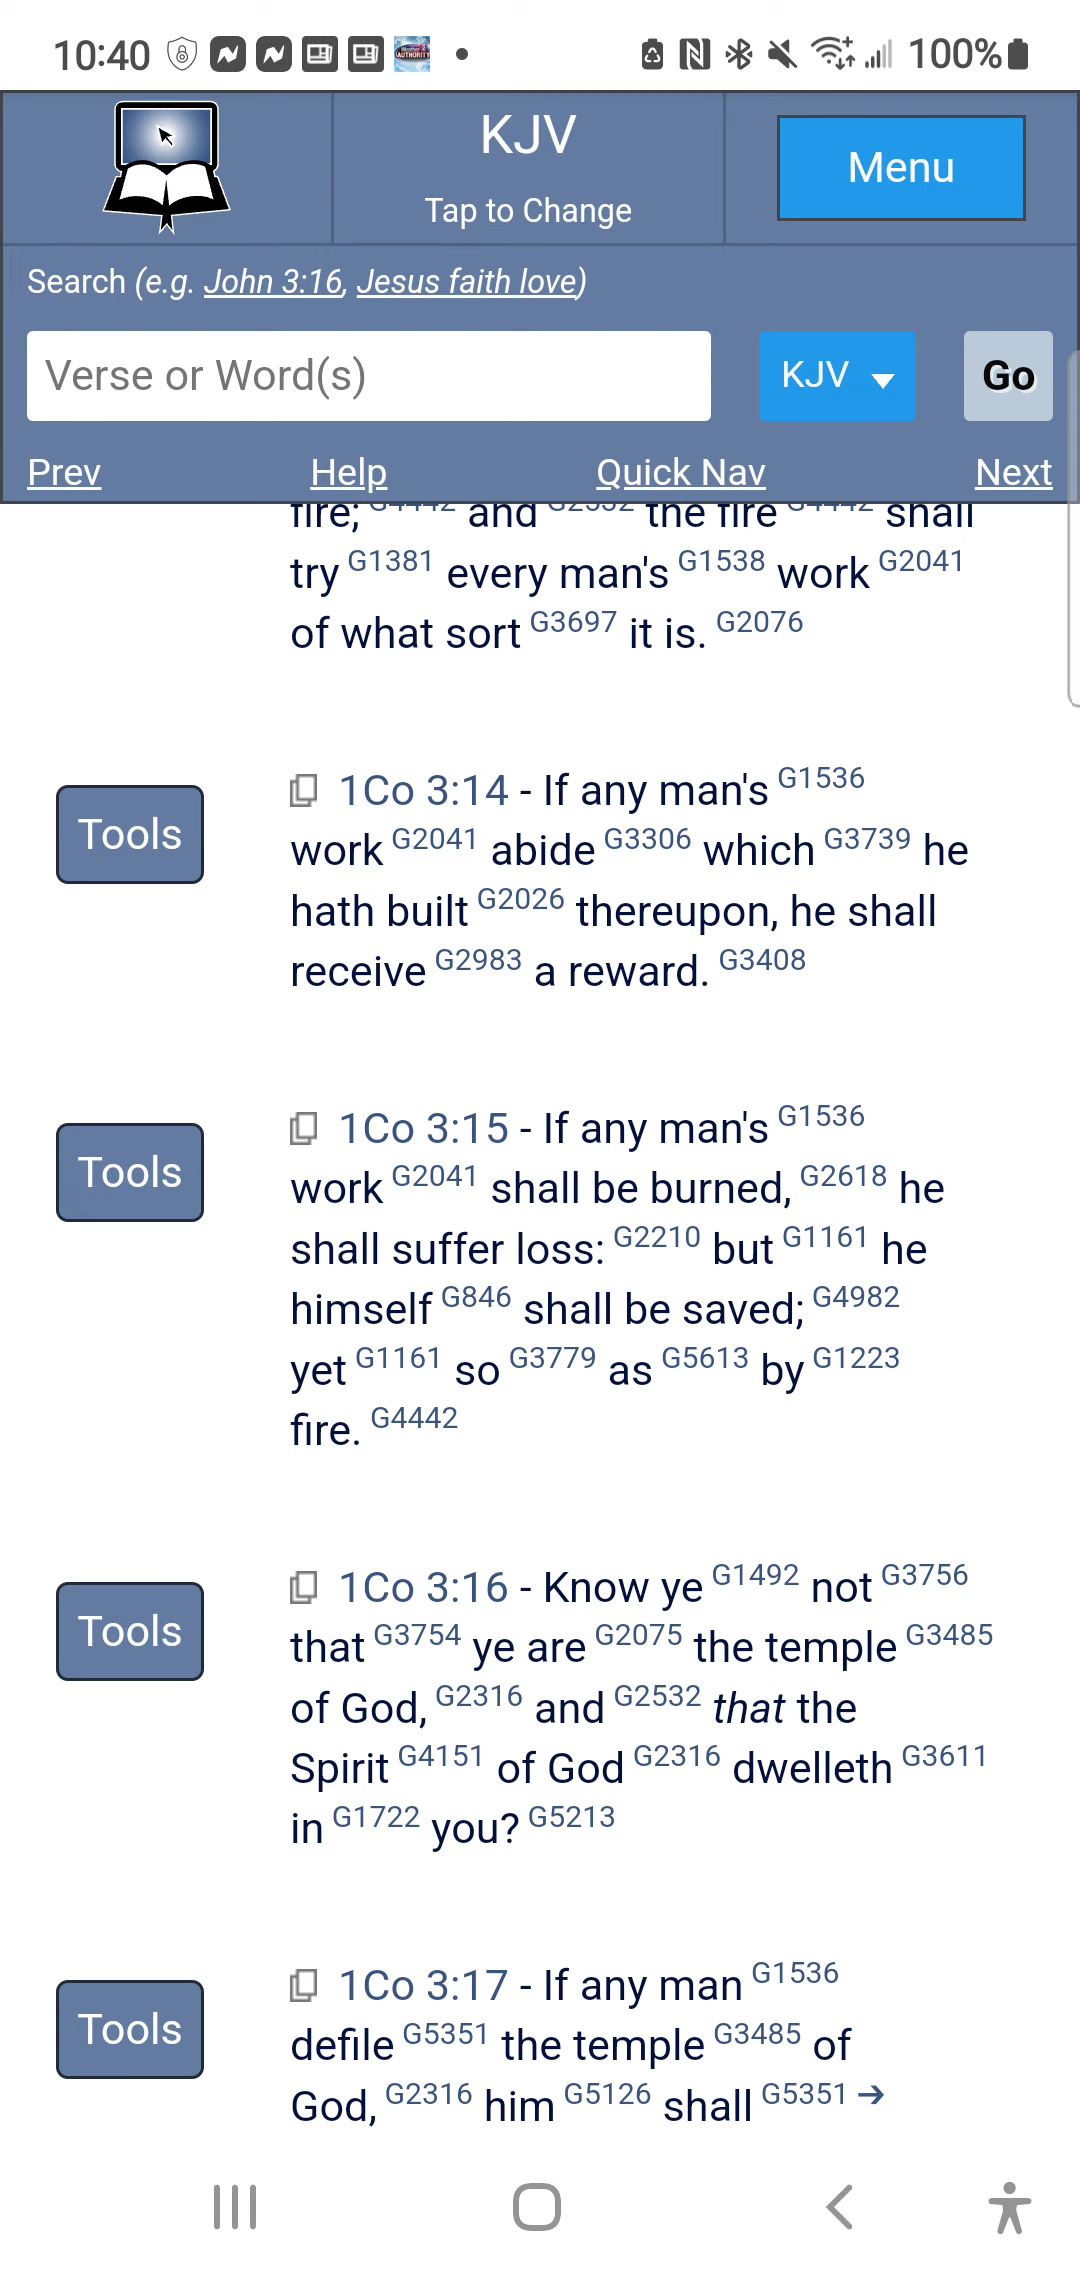 10:40 100%
KJV
Tap to Change
Menu
Search (e.g. John 3:16, Jesus faith love)
Verse or Word(s) KJV Go
Prev Help Quick Nav Next
fire; G4442 and G2532 the fire G4442 shall
try G1381 every man's G1538 work G2041
of what sort G3697 it is. G2076
Tools
1Co 3:14 - If any man's G1536
work G2041 abide G3306 which G3739 he
hath built G2026 thereupon, he shall
receive G2983 a reward. G3408
Tools
1Co 3:15 - If any man's G1536
work G2041 shall be burned, G2618 he
shall suffer loss: G2210 but G1161 he
himself G846 shall be saved; G4982
yet G1161 so G3779 as G5613 by G1223
fire. G4442
Tools
1Co 3:16 - Know ye G1492 not G3756
that G3754 ye are G2075 the temple G3485
of God, G2316 and G2532 that the
Spirit G4151 of God G2316 dwelleth G3611
in G1722 you? G5213
Tools
1Co 3:17 - If any man G1536
defile G5351 the temple G3485 of
God, G2316 him G5126 shall G5351 →